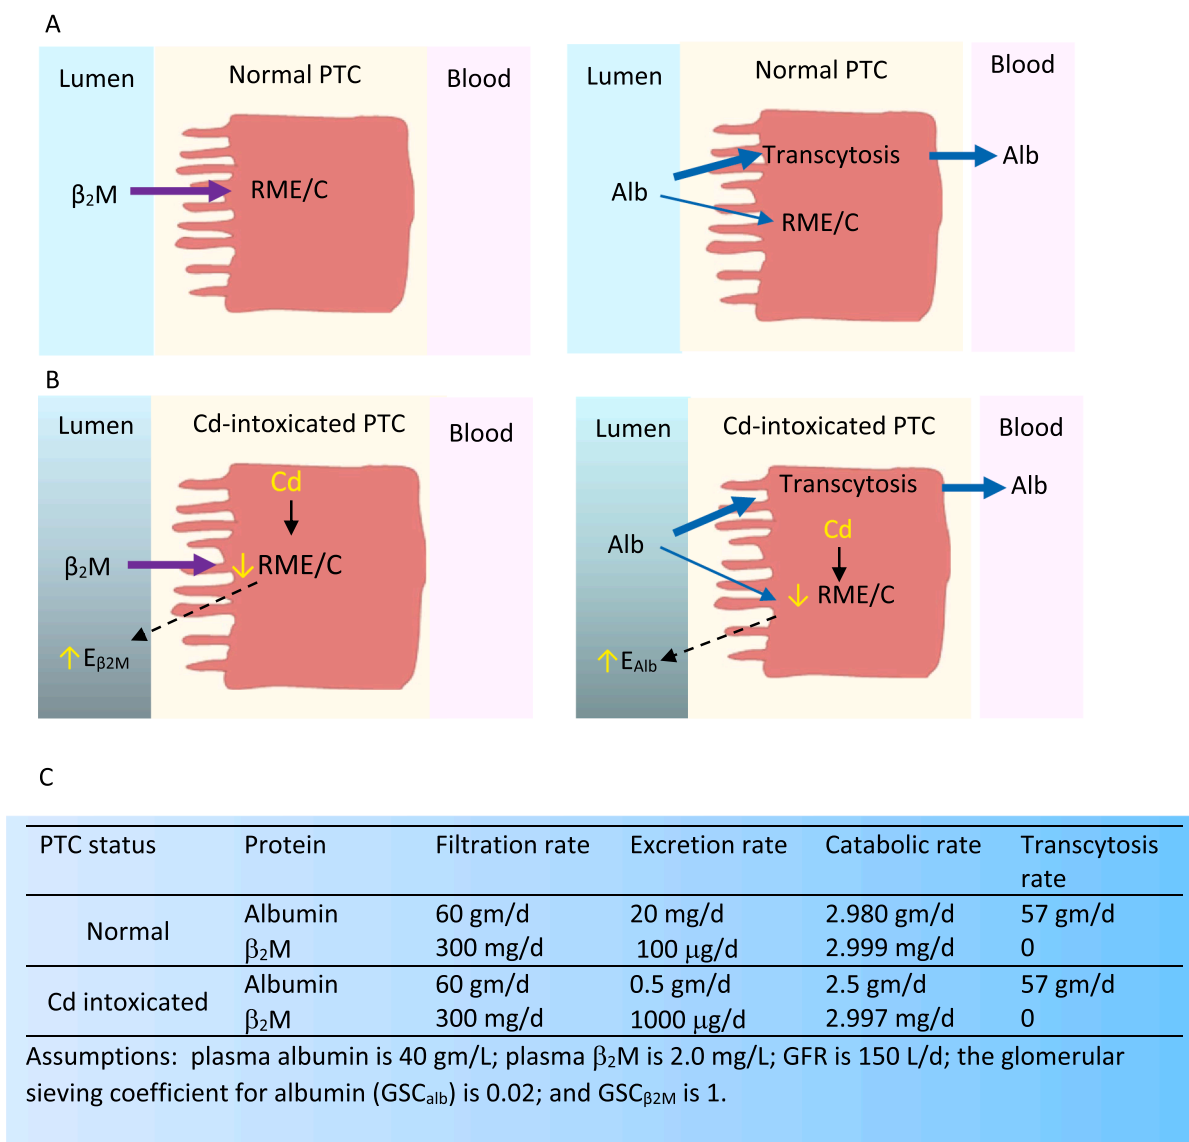 A
Lumen
Normal PTC
Blood
β₂M
RME/C
Lumen
Normal PTC
Blood
Alb
Transcytosis
Alb
RME/C
B
Lumen
Cd-intoxicated PTC
Blood
Cd
β₂M
↓ RME/C
↑ Eβ2M
Lumen
Cd-intoxicated PTC
Blood
Transcytosis
Alb
Cd
Alb
↓ RME/C
↑ EAlb
C
PTC status Protein Filtration rate Excretion rate Catabolic rate Transcytosis
rate
Normal
Albumin 60 gm/d 20 mg/d 2.980 gm/d 57 gm/d
β₂M 300 mg/d 100 μg/d 2.999 mg/d 0
Cd intoxicated
Albumin 60 gm/d 0.5 gm/d 2.5 gm/d 57 gm/d
β₂M 300 mg/d 1000 μg/d 2.997 mg/d 0
Assumptions: plasma albumin is 40 gm/L; plasma β₂M is 2.0 mg/L; GFR is 150 L/d; the glomerular
sieving coefficient for albumin (GSCalb) is 0.02; and GSCβ2M is 1.